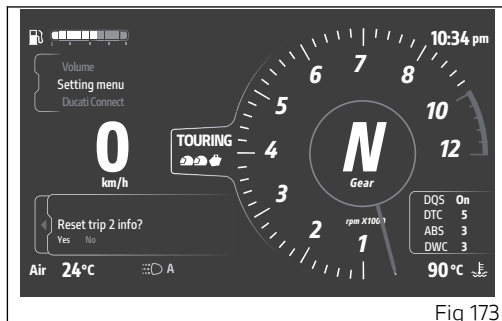 10:34 pm
Volume
Setting menu
Ducati Connect
0
km/h
TOURING
1
2
3
4
5
6
7
8
10
12
N
Gear
rpm X1000
DQS On
DTC 5
ABS 3
DWC 3
Reset trip 2 info?
Yes No
Air 24°C
A
90°C
Fig 173